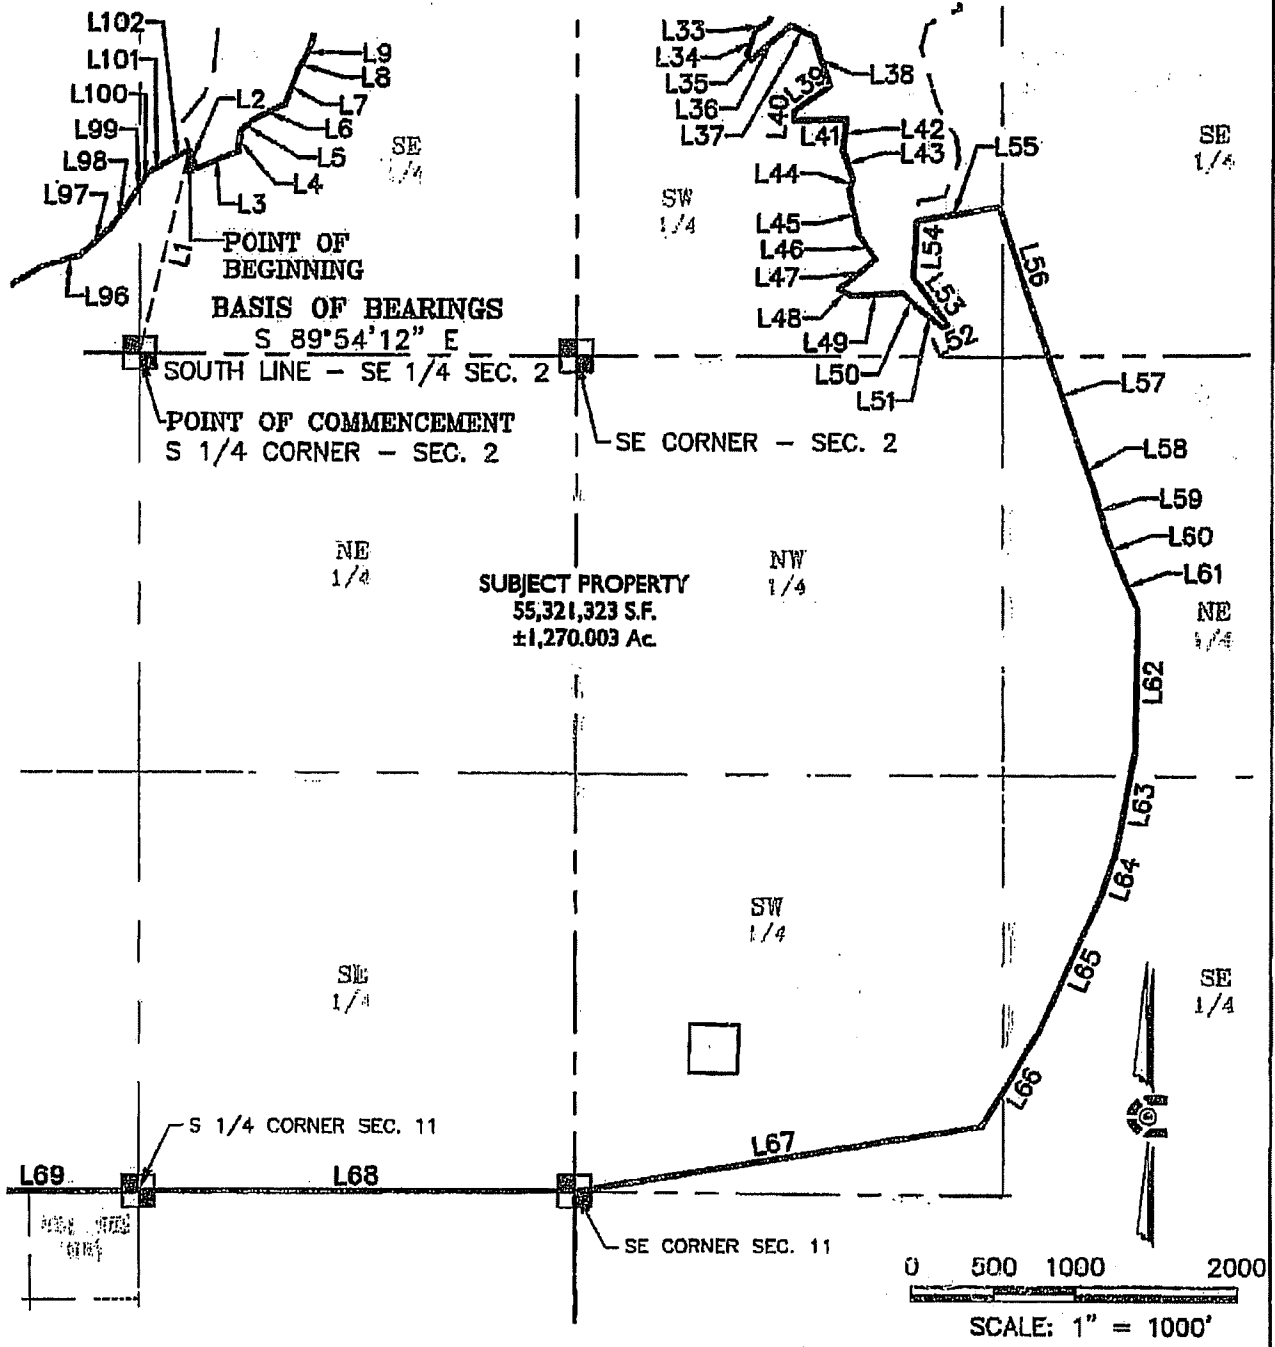 L102
L101
L100
L99
L98
L97
L96
L1
L2
L3
L4
L5
L6
L7
L8
L9
SE
1/4
POINT OF
BEGINNING
BASIS OF BEARINGS
S 89°54'12" E
SOUTH LINE - SE 1/4 SEC. 2
POINT OF COMMENCEMENT
S 1/4 CORNER - SEC. 2
L33
L34
L35
L36
L37
L38
L39
L40
L41
L42
L43
L44
L45
L46
L47
L48
L49
L50
L51
L52
L53
L54
L55
L56
SW
1/4
SE
1/4
SE CORNER - SEC. 2
L57
L58
L59
L60
L61
NE
1/4
NW
1/4
NE
1/4
SUBJECT PROPERTY
55,321,323 S.F.
±1,270.003 Ac.
L62
L63
L64
L65
L66
L67
SW
1/4
SE
1/4
SE
1/4
S 1/4 CORNER SEC. 11
L69
L68
SE CORNER SEC. 11
0 500 1000 2000
SCALE: 1" = 1000'